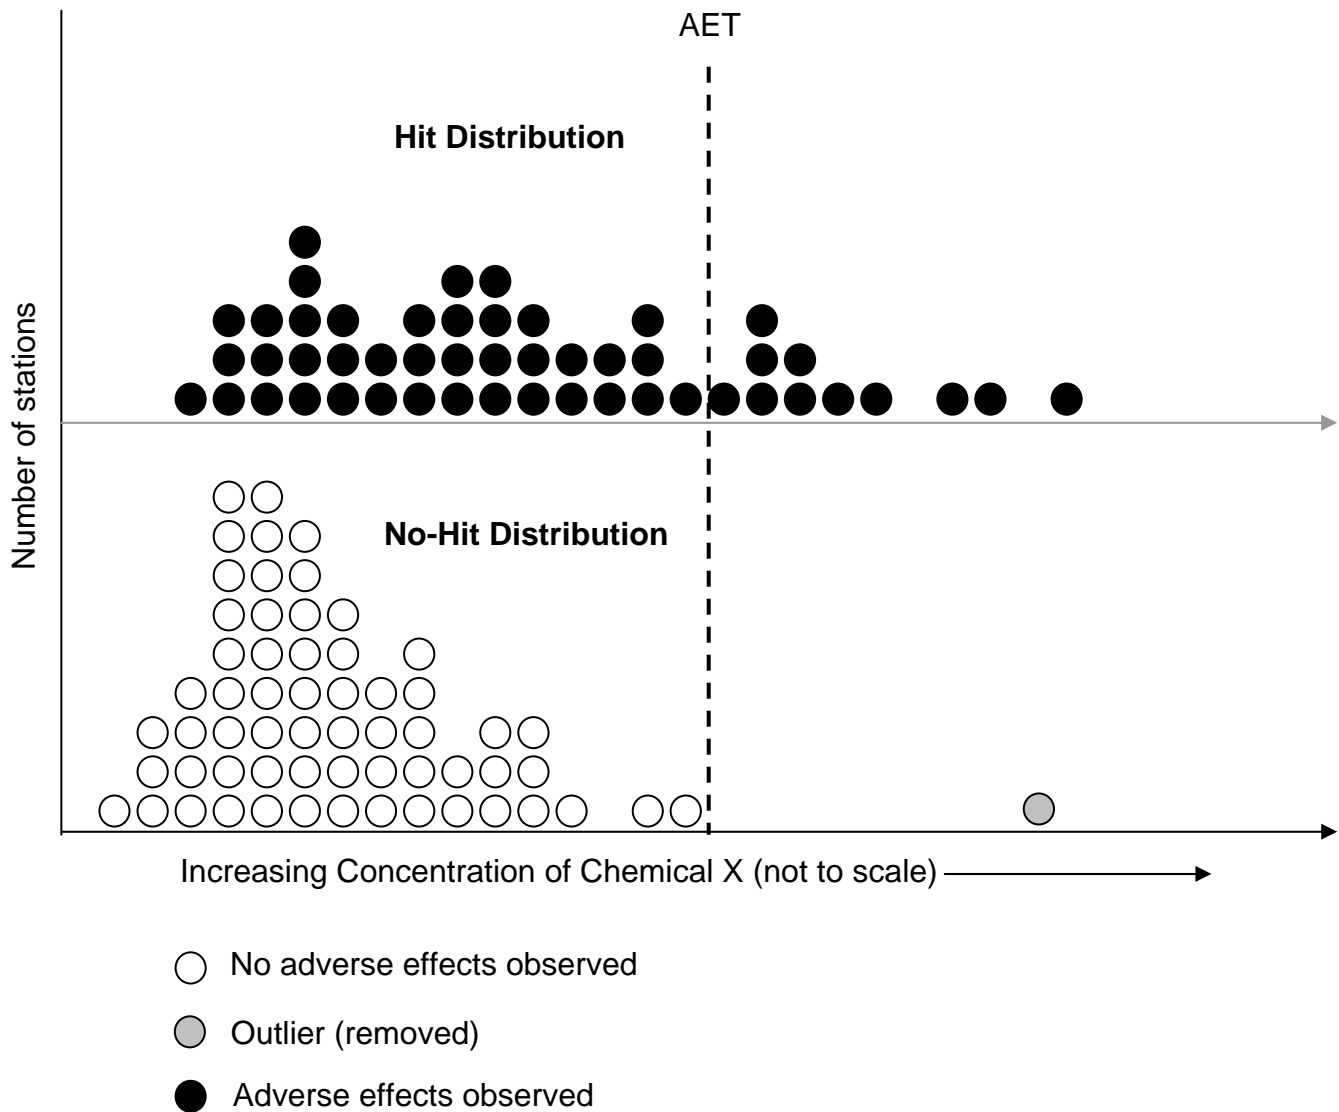 AET
Hit Distribution
Number of stations
No-Hit Distribution
Increasing Concentration of Chemical X (not to scale)
No adverse effects observed
Outlier (removed)
Adverse effects observed